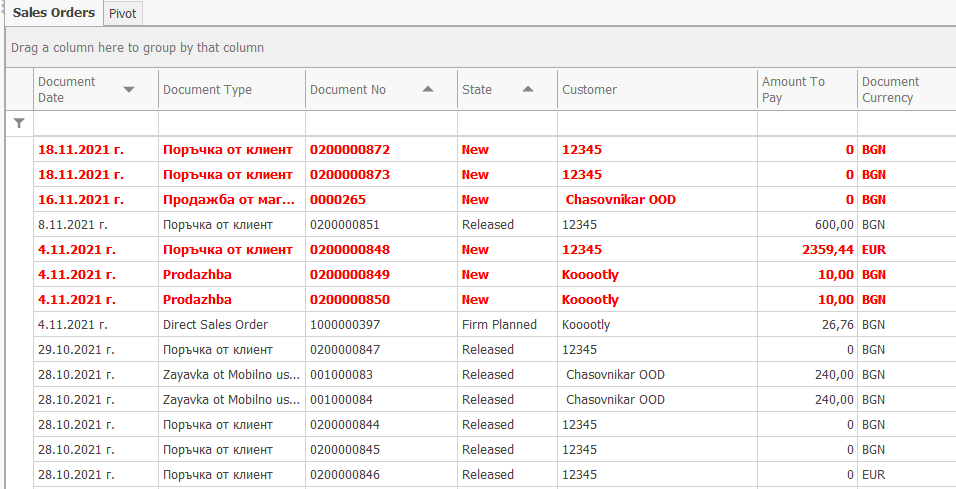 Sales Orders Pivot
Drag a column here to group by that column
Document Date Document Type Document No State Customer Amount To Pay Document Currency
18.11.2021 г. Поръчка от клиент 0200000872 New 12345 0 BGN
18.11.2021 г. Поръчка от клиент 0200000873 New 12345 0 BGN
16.11.2021 г. Продажба от маг... 0000265 New Chasovnikar OOD 0 BGN
8.11.2021 г. Поръчка от клиент 0200000851 Released 12345 600,00 BGN
4.11.2021 г. Поръчка от клиент 0200000848 New 12345 2359,44 EUR
4.11.2021 г. Prodazhba 0200000849 New Kooootly 10,00 BGN
4.11.2021 г. Prodazhba 0200000850 New Kooootly 10,00 BGN
4.11.2021 г. Direct Sales Order 1000000397 Firm Planned Kooootly 26,76 BGN
29.10.2021 г. Поръчка от клиент 0200000847 Released 12345 0 BGN
28.10.2021 г. Zayavka ot Mobilno us... 001000083 Released Chasovnikar OOD 240,00 BGN
28.10.2021 г. Zayavka ot Mobilno us... 001000084 Released Chasovnikar OOD 240,00 BGN
28.10.2021 г. Поръчка от клиент 0200000844 Released 12345 0 BGN
28.10.2021 г. Поръчка от клиент 0200000845 Released 12345 0 BGN
28.10.2021 г. Поръчка от клиент 0200000846 Released 12345 0 EUR